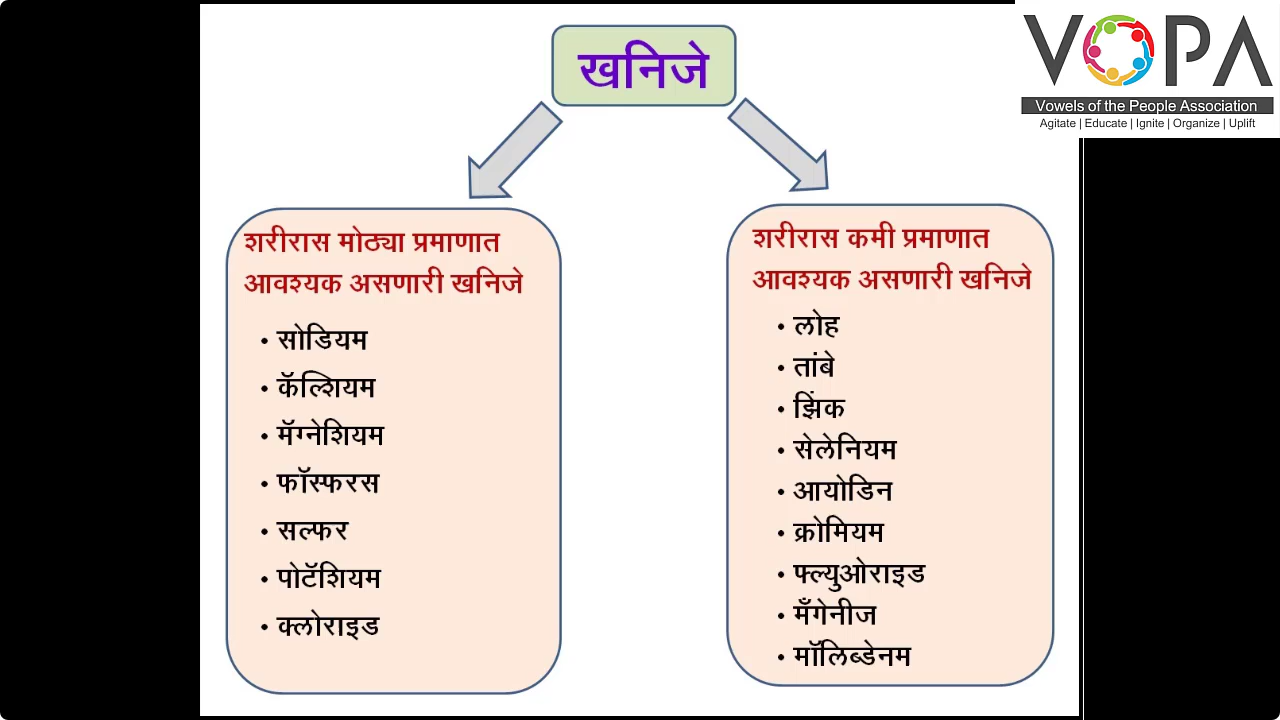 खनिजे
VOPA
Vowels of the People Association
Agitate | Educate | Ignite | Organize | Uplift
शरीरास मोठ्या प्रमाणात
आवश्यक असणारी खनिजे
• सोडियम
• कॅल्शियम
• मॅग्नेशियम
• फॉस्फरस
• सल्फर
• पोटॅशियम
• क्लोराइड
शरीरास कमी प्रमाणात
आवश्यक असणारी खनिजे
• लोह
• तांबे
• झिंक
• सेलेनियम
• आयोडिन
• क्रोमियम
• फ्ल्युओराइड
• मँगेनीज
• मॉलिब्डेनम